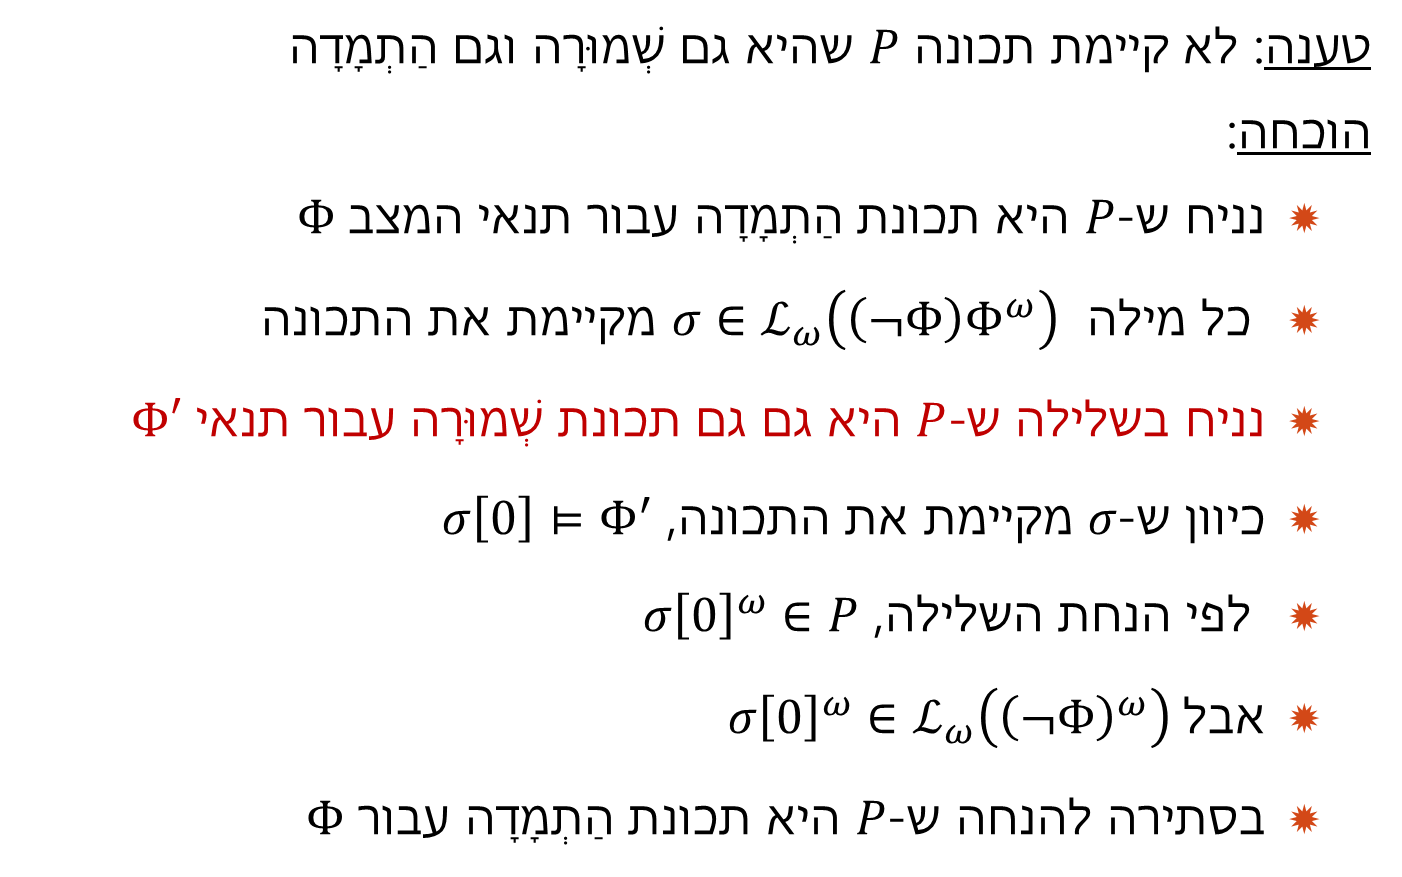 טענה: לא קיימת תכונה P שהיא גם שְׁמוּרָה וגם הַתְמָדָה
הוכחה:
נניח ש-P היא תכונת הַתְמָדָה עבור תנאי המצב Φ
כל מילה σ ∈ ℒ_ω((¬Φ)Φ^ω) מקיימת את התכונה
נניח בשלילה ש-P היא גם גם תכונת שְׁמוּרָה עבור תנאי Φ′
כיוון ש-σ מקיימת את התכונה, σ[0] ⊨ Φ′
לפי הנחת השלילה, σ[0]^ω ∈ P
אבל σ[0]^ω ∈ ℒ_ω((¬Φ)^ω)
בסתירה להנחה ש-P היא תכונת הַתְמָדָה עבור Φ